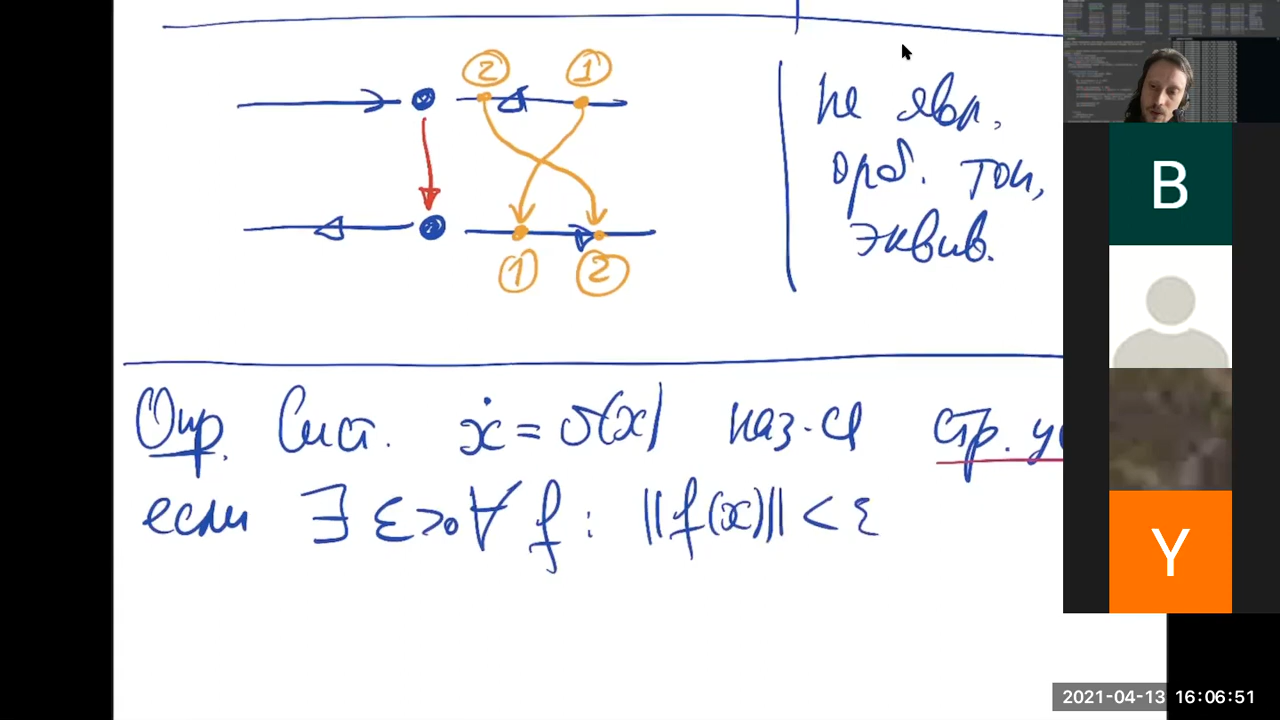 2 1
не явл.
орб. топ.
эквив.
1 2
Опр. Сист. ẋ = v(x) наз-ся стр. ус
если ∃ ε>0 ∀ f : ||f(x)|| < ε
B
Y
2021-04-13 16:06:51